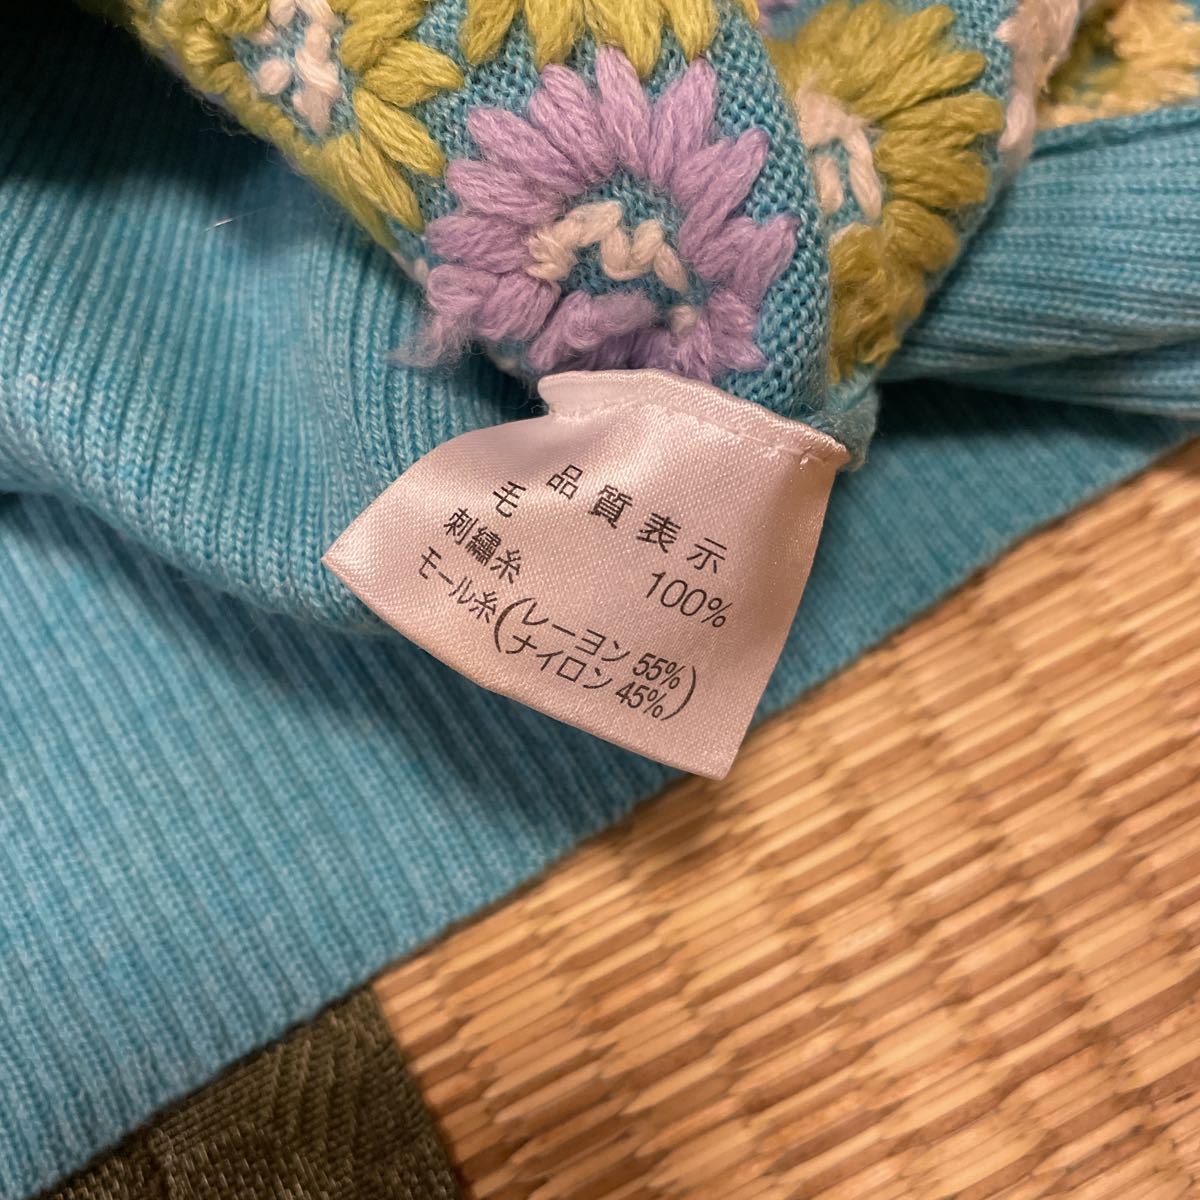 品質表示
毛 100%
刺繡糸
モール糸(レーヨン 55%
ナイロン 45%)